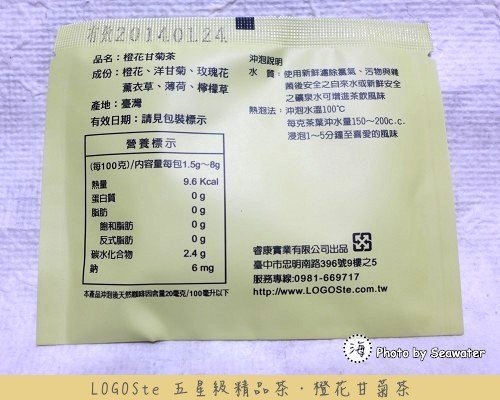 有效2014.01.24
品名：橙花甘菊茶
成份：橙花、洋甘菊、玫瑰花
薰衣草、薄荷、檸檬草
產地：臺灣
有效日期：請見包裝標示
營養標示
(每100克)/內容量每包1.5g～8g
熱量 9.6 Kcal
蛋白質 0 g
脂肪 0 g
飽和脂肪 0 g
反式脂肪 0 g
碳水化合物 2.4 g
鈉 6 mg
本產品沖泡後天然咖啡因含量20毫克/100毫升以下
沖泡說明
水 質：使用新鮮濾除氯氣、污物與雜
菌後安全之自來水或新鮮安全
之礦泉水可增進茶飲風味
熱泡法：沖泡水溫100℃
每克茶葉沖水量150～200c.c.
浸泡1～5分鐘至喜愛的風味
睿康實業有限公司出品
臺中市忠明南路396號9樓之5
服務專線:0981-669717
http://www.LOGOSte.com.tw
海 Photo by Seawater
LOGOSte 五星級精品茶·橙花甘菊茶